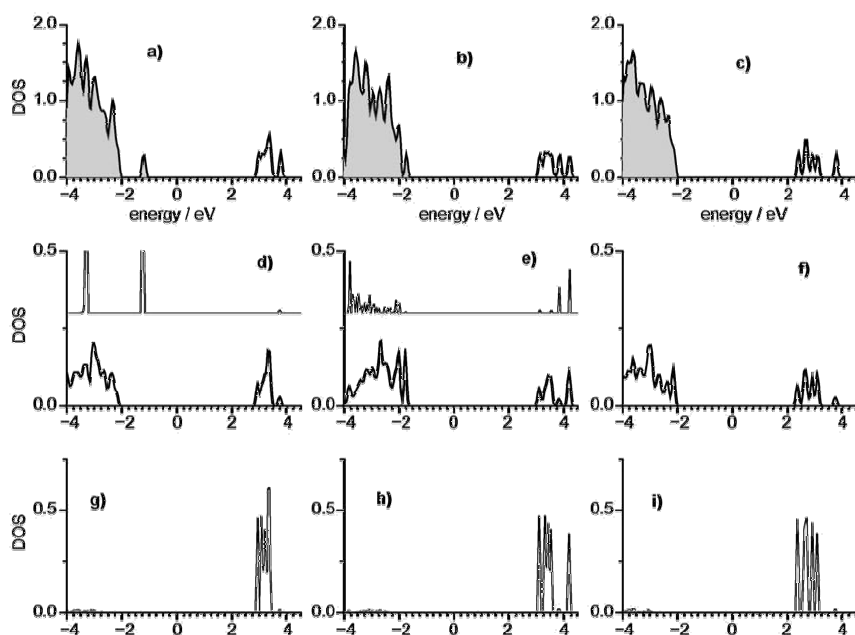 2.0 2.0 2.0
a) b) c)
DOS 1.0 1.0 1.0
0.0 0.0 0.0
−4 −2 0 2 4 −4 −2 0 2 4 −4 −2 0 2 4
energy / eV energy / eV energy / eV
0.5 0.5 0.5
d) e) f)
DOS
0.0 0.0 0.0
−4 −2 0 2 4 −4 −2 0 2 4 −4 −2 0 2 4
g) h) i)
DOS 0.5 0.5 0.5
0.0 0.0 0.0
−4 −2 0 2 4 −4 −2 0 2 4 −4 −2 0 2 4